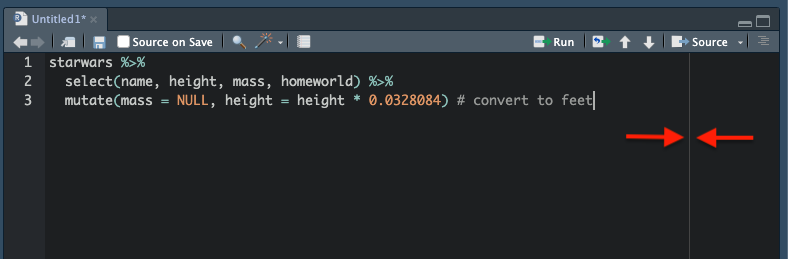 Untitled1*
Source on Save
Run
Source
1 starwars %>%
2 select(name, height, mass, homeworld) %>%
3 mutate(mass = NULL, height = height * 0.0328084) # convert to feet